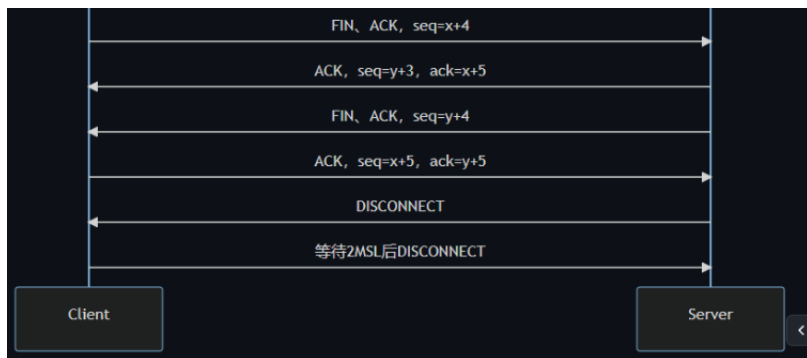 FIN、ACK，seq=x+4
ACK，seq=y+3，ack=x+5
FIN、ACK，seq=y+4
ACK，seq=x+5，ack=y+5
DISCONNECT
等待2MSL后DISCONNECT
Client
Server